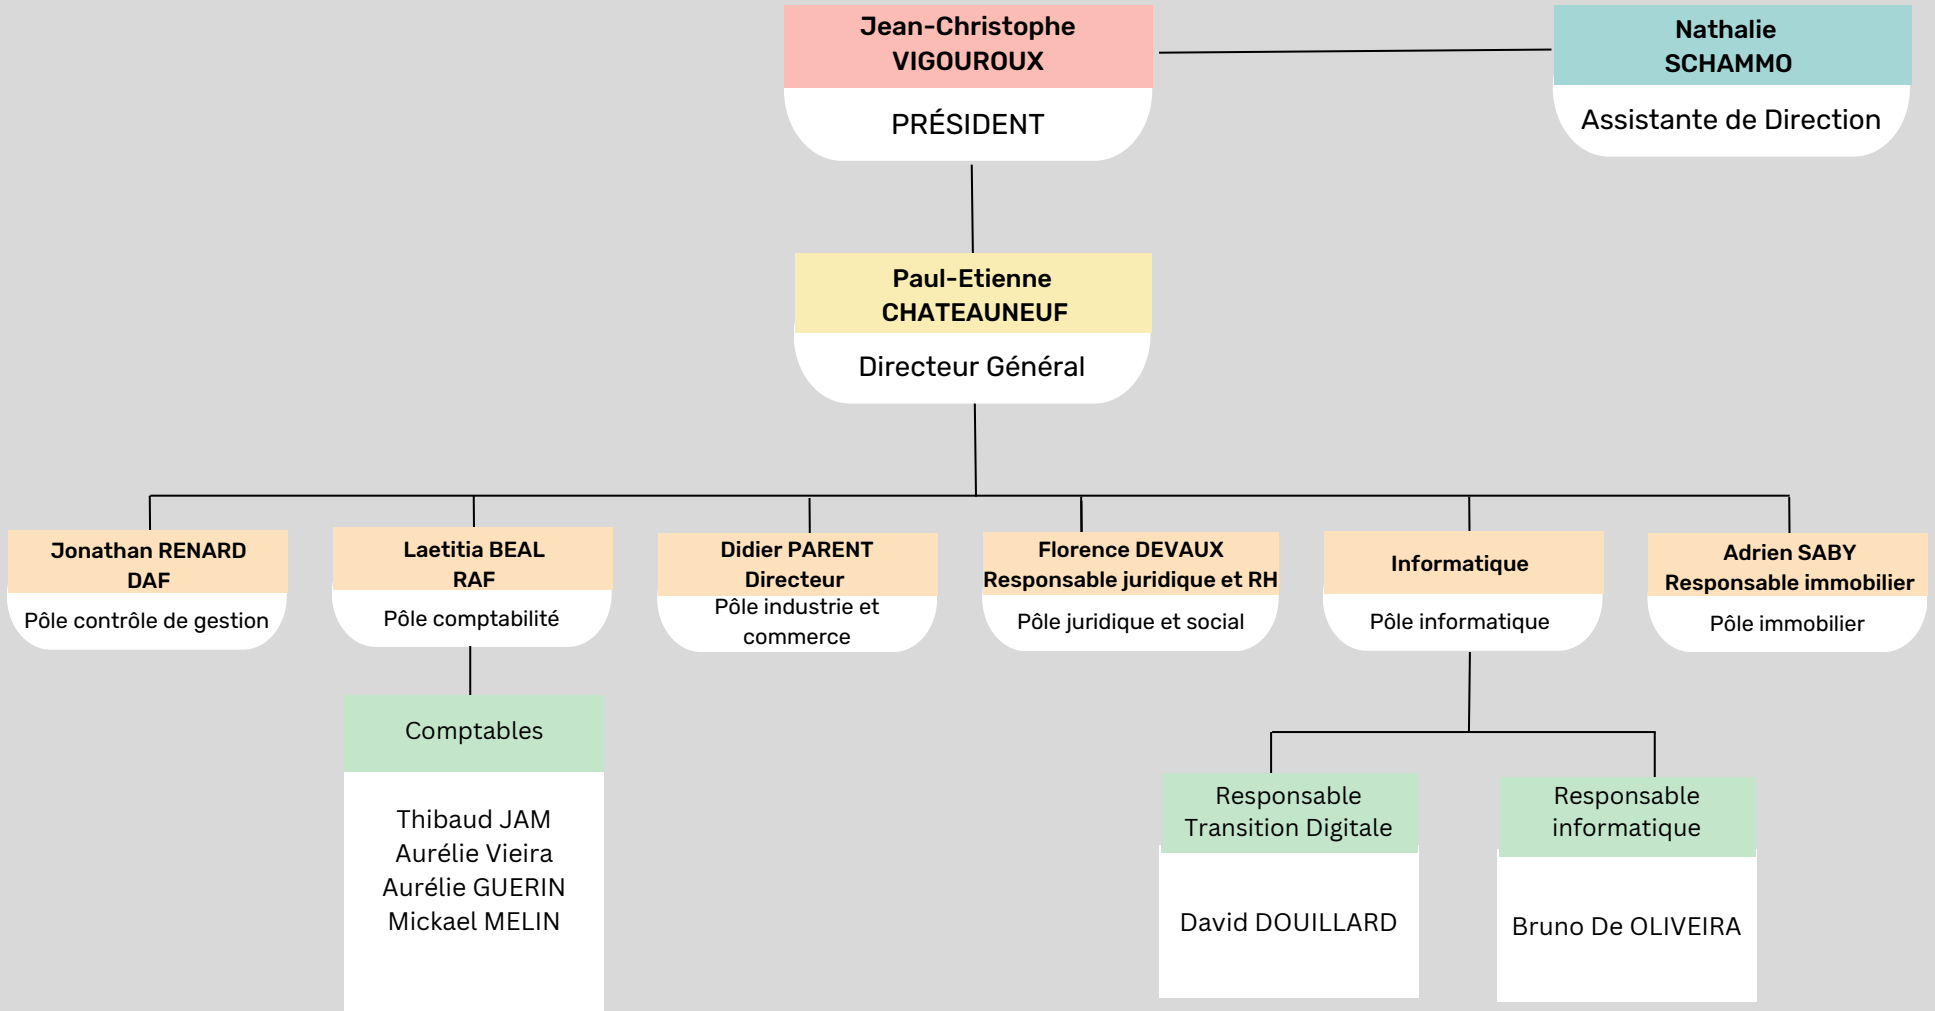 Jean-Christophe
VIGOUROUX
PRÉSIDENT
Nathalie
SCHAMMO
Assistante de Direction
Paul-Etienne
CHATEAUNEUF
Directeur Général
Jonathan RENARD
DAF
Pôle contrôle de gestion
Laetitia BEAL
RAF
Pôle comptabilité
Didier PARENT
Directeur
Pôle industrie et
commerce
Florence DEVAUX
Responsable juridique et RH
Pôle juridique et social
Informatique
Pôle informatique
Adrien SABY
Responsable immobilier
Pôle immobilier
Comptables
Thibaud JAM
Aurélie Vieira
Aurélie GUERIN
Mickael MELIN
Responsable
Transition Digitale
David DOUILLARD
Responsable
informatique
Bruno De OLIVEIRA